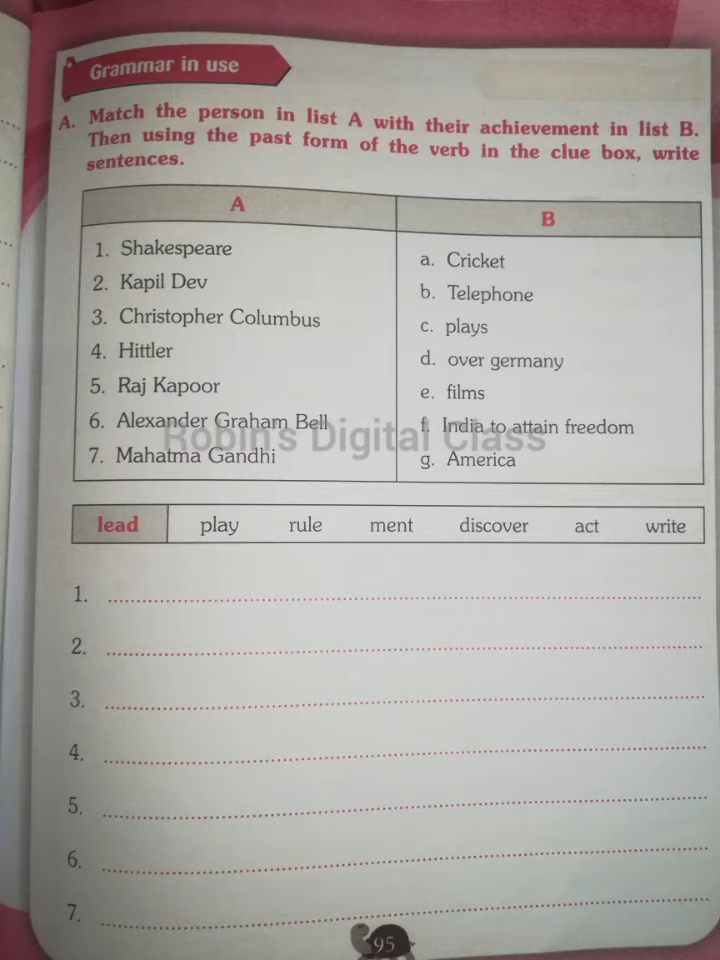 Grammar in use
A. Match the person in list A with their achievement in list B.
Then using the past form of the verb in the clue box, write
sentences.
A
B
1. Shakespeare
2. Kapil Dev
3. Christopher Columbus
4. Hittler
5. Raj Kapoor
6. Alexander Graham Bell
7. Mahatma Gandhi
a. Cricket
b. Telephone
c. plays
d. over germany
e. films
f. India to attain freedom
g. America
Robin's Digital Class
lead play rule ment discover act write
1.
2.
3.
4.
5.
6.
7.
95